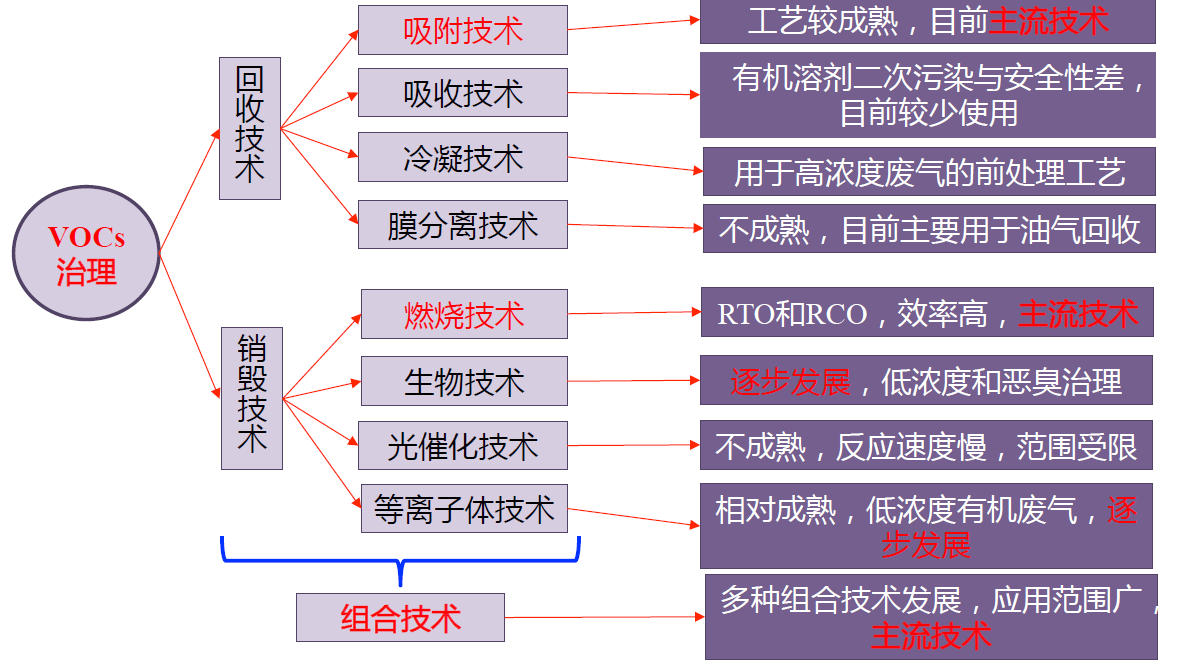 VOCs
治理
回收技术
吸附技术
工艺较成熟，目前主流技术
吸收技术
有机溶剂二次污染与安全性差，
目前较少使用
冷凝技术
用于高浓度废气的前处理工艺
膜分离技术
不成熟，目前主要用于油气回收
销毁技术
燃烧技术
RTO和RCO，效率高，主流技术
生物技术
逐步发展，低浓度和恶臭治理
光催化技术
不成熟，反应速度慢，范围受限
等离子体技术
相对成熟，低浓度有机废气，逐
步发展
组合技术
多种组合技术发展，应用范围广，
主流技术